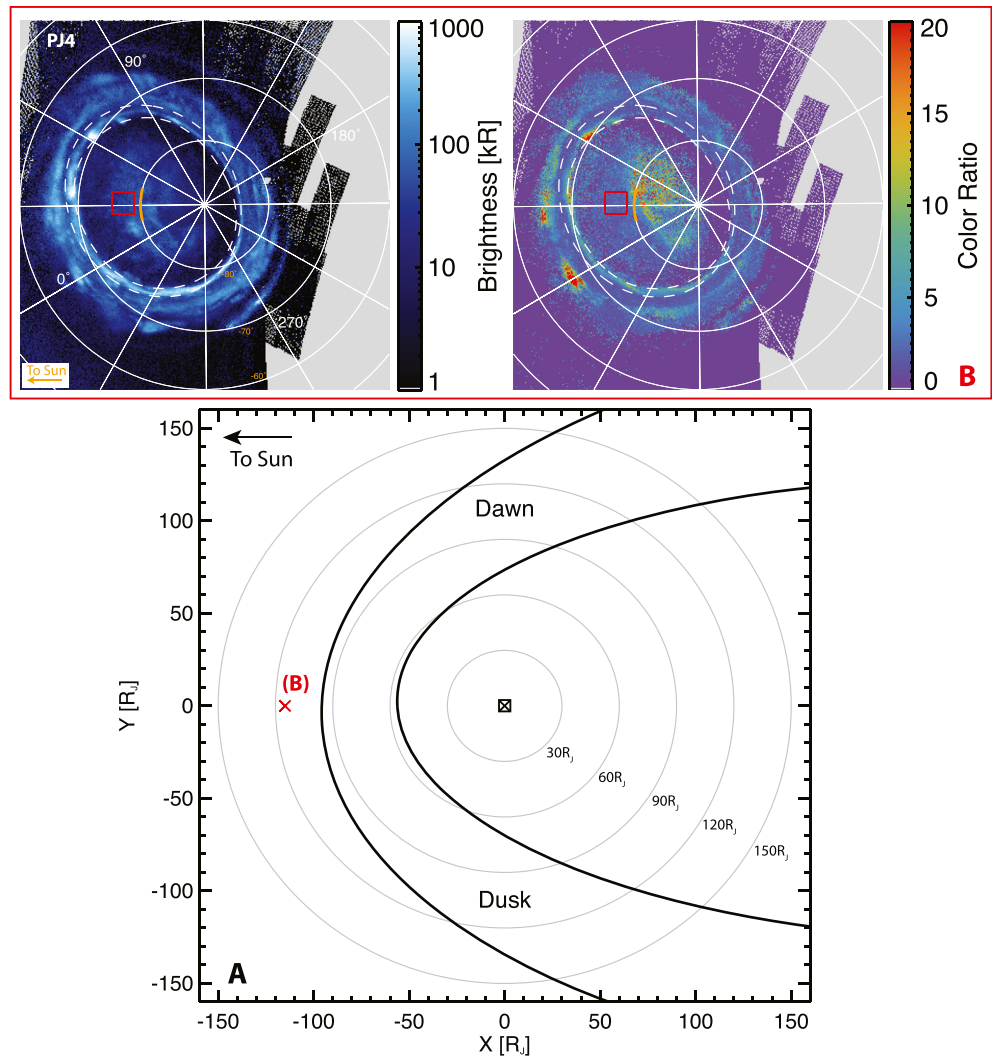 PJ4
90°
180°
0°
270°
80°
-70°
-60°
To Sun
1000
100
10
1
Brightness [kR]
20
15
10
5
0
Color Ratio
B
150
100
50
0
-50
-100
-150
Y [RJ]
To Sun
Dawn
(B)
30RJ
60RJ
90RJ
120RJ
150RJ
Dusk
A
-150
-100
-50
0
50
100
150
X [RJ]